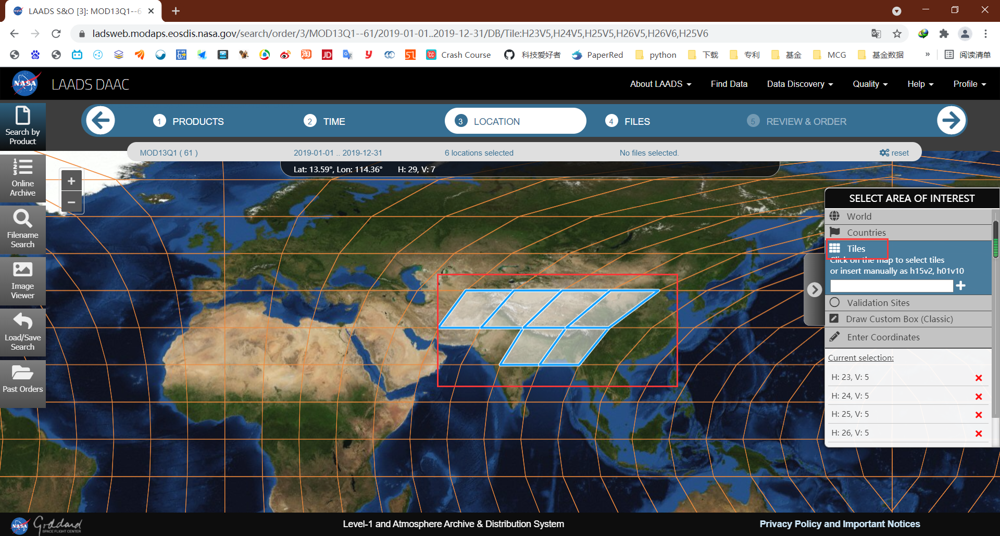 LAADS S&O [3]: MOD13Q1--6
ladsweb.modaps.eosdis.nasa.gov/search/order/3/MOD13Q1--61/2019-01-01..2019-12-31/DB/Tile:H23V5,H24V5,H25V5,H26V5,H26V6,H25V6
Crash Course
科技爱好者
PaperRed
python
下载
专利
基金
MCG
基金数据
»
阅读清单
NASA
LAADS DAAC
About LAADS
Find Data
Data Discovery
Quality
Help
Profile
1 PRODUCTS
2 TIME
3 LOCATION
4 FILES
5 REVIEW & ORDER
MOD13Q1 ( 61 )
2019-01-01 .. 2019-12-31
6 locations selected
No files selected.
reset
Lat: 13.59°, Lon: 114.36°
H: 29, V: 7
+
−
Search by
Product
Online
Archive
Filename
Search
Image
Viewer
Load/Save
Search
Past Orders
SELECT AREA OF INTEREST
World
Countries
Tiles
Click on the map to select tiles
or insert manually as h15v2, h01v10
Validation Sites
Draw Custom Box (Classic)
Enter Coordinates
Current selection:
H: 23, V: 5
H: 24, V: 5
H: 25, V: 5
H: 26, V: 5
NASA
Goddard
SPACE FLIGHT CENTER
Level-1 and Atmosphere Archive & Distribution System
Privacy Policy and Important Notices